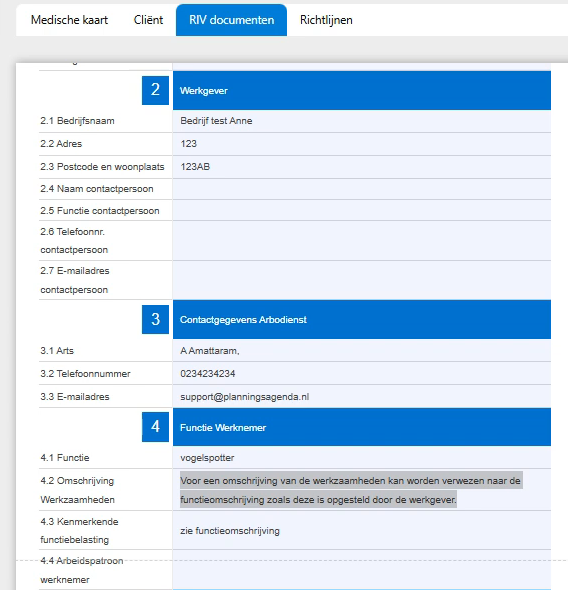 Medische kaart Cliënt RIV documenten Richtlijnen
2 Werkgever
2.1 Bedrijfsnaam Bedrijf test Anne
2.2 Adres 123
2.3 Postcode en woonplaats 123AB
2.4 Naam contactpersoon
2.5 Functie contactpersoon
2.6 Telefoonnr.
contactpersoon
2.7 E-mailadres
contactpersoon
3 Contactgegevens Arbodienst
3.1 Arts A Amattaram,
3.2 Telefoonnummer 0234234234
3.3 E-mailadres support@planningsagenda.nl
4 Functie Werknemer
4.1 Functie vogelspotter
4.2 Omschrijving Voor een omschrijving van de werkzaamheden kan worden verwezen naar de
Werkzaamheden functieomschrijving zoals deze is opgesteld door de werkgever.
4.3 Kenmerkende
functiebelasting zie functieomschrijving
4.4 Arbeidspatroon
werknemer